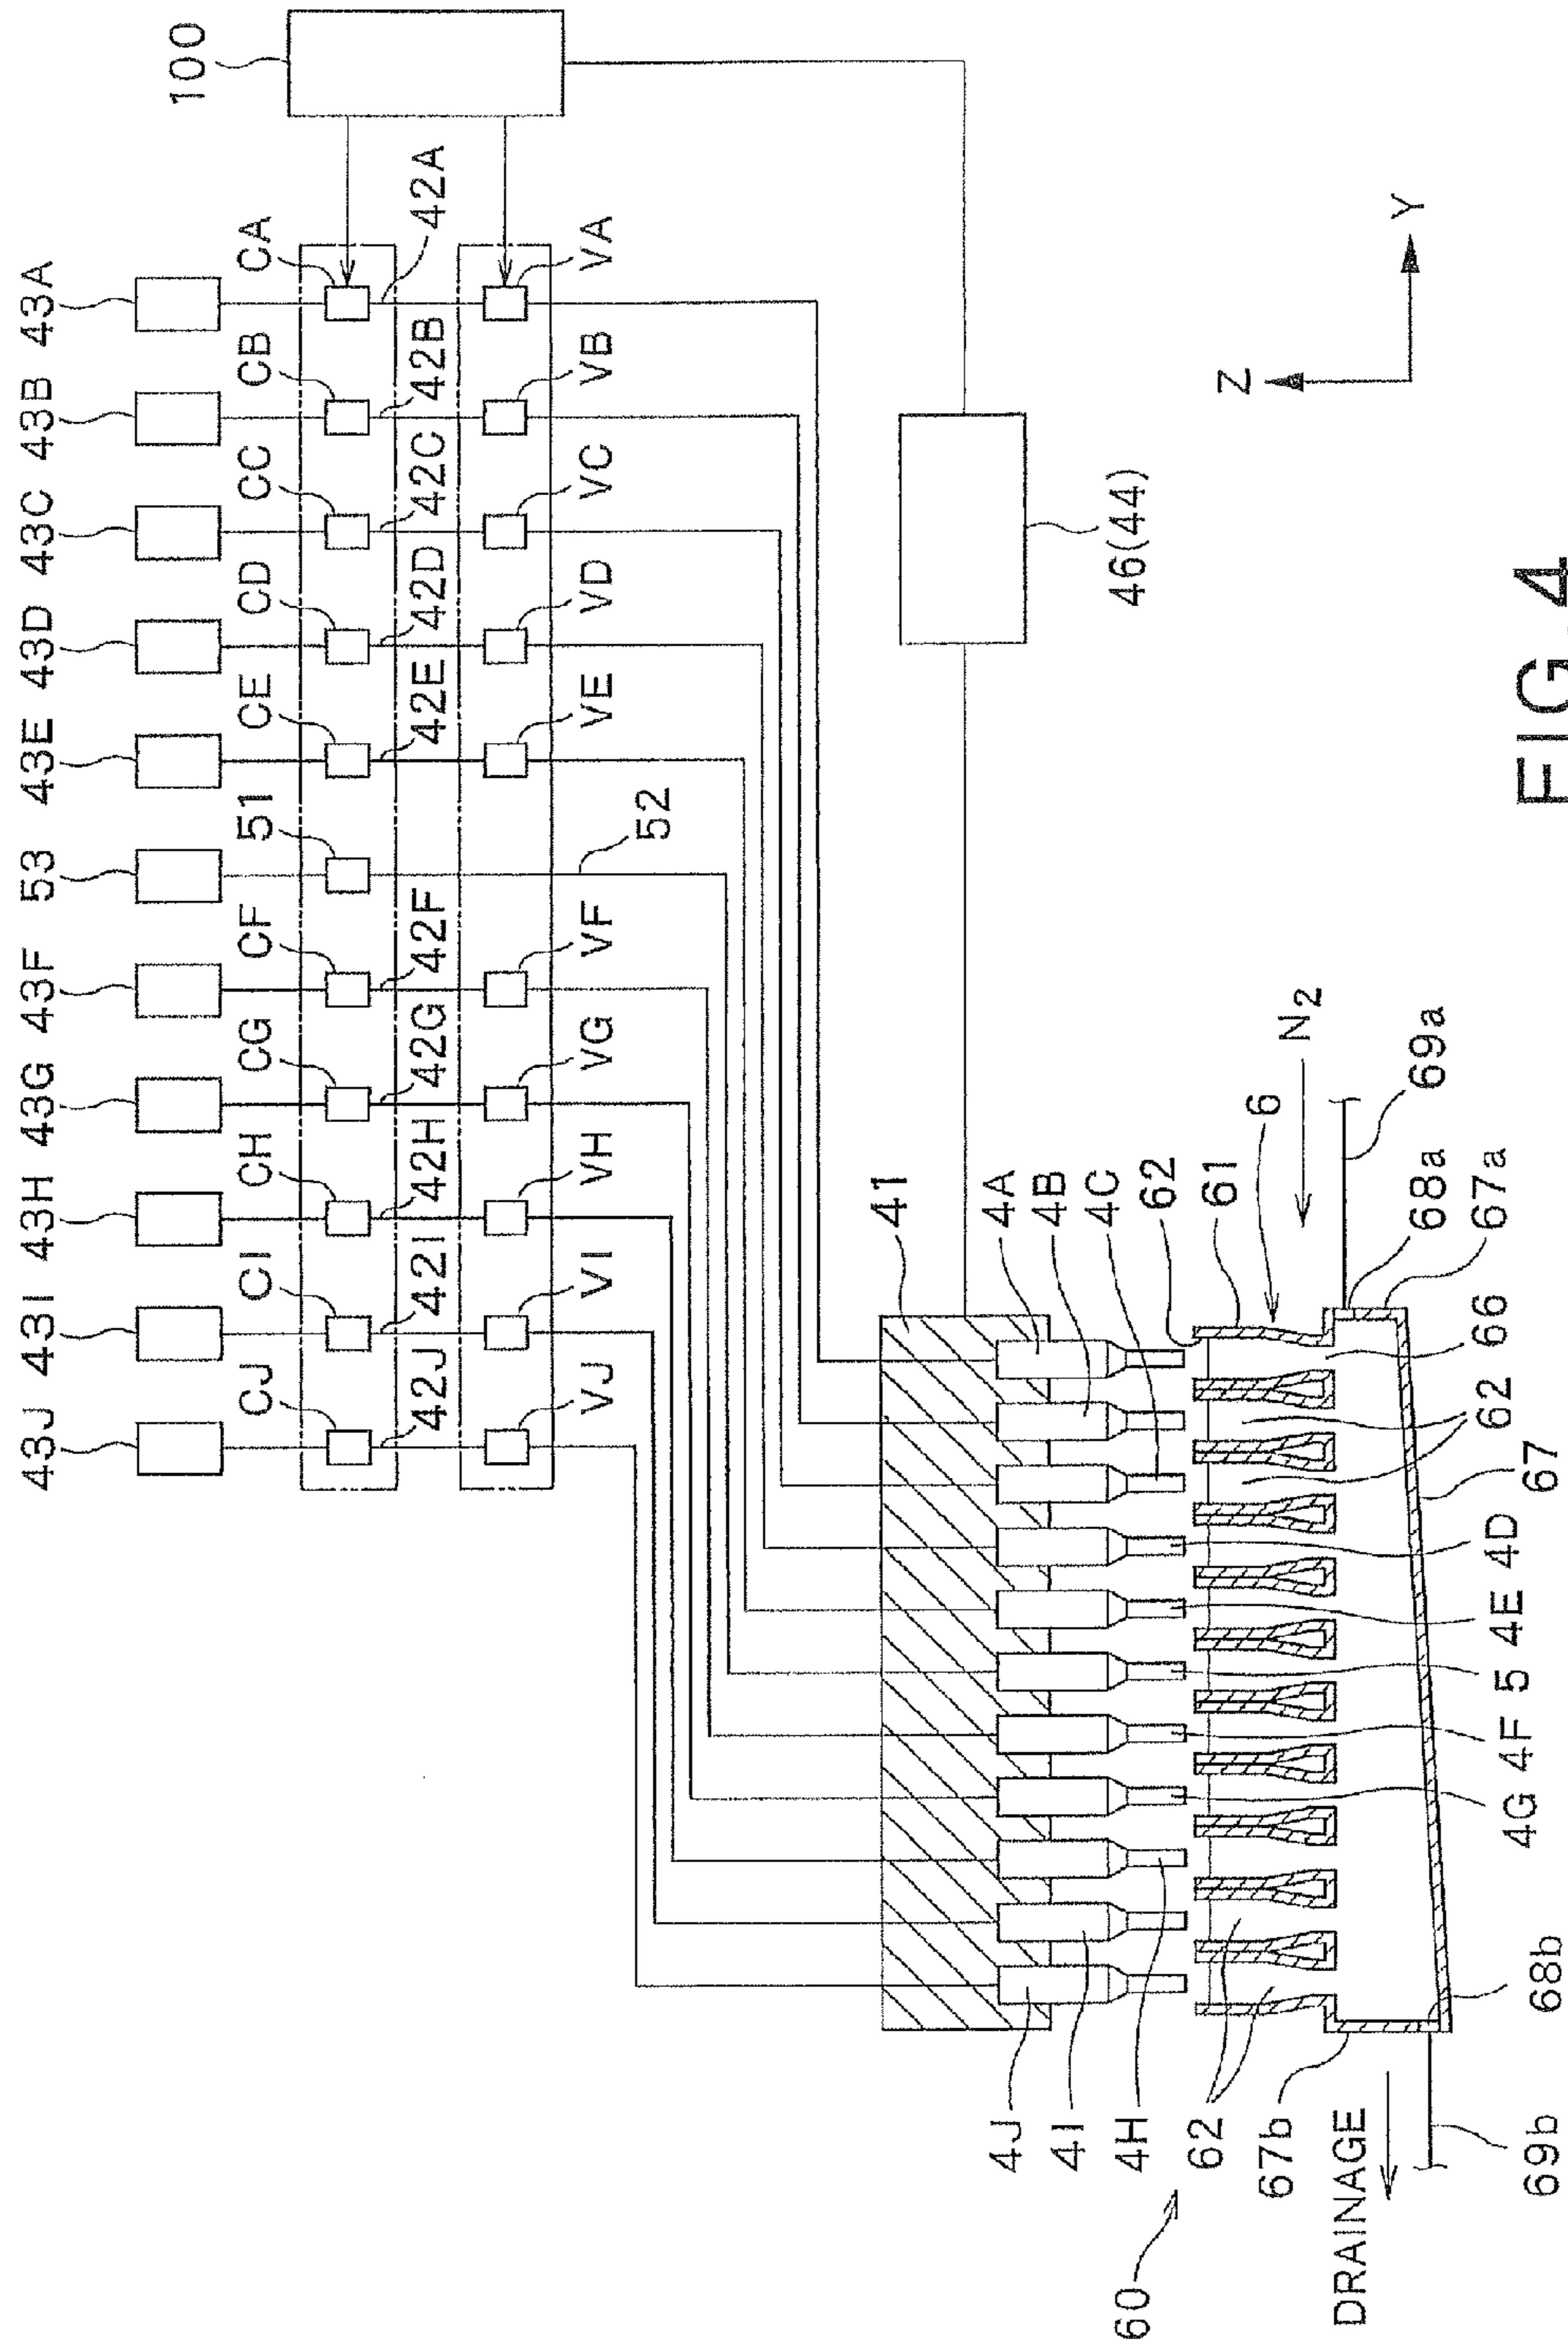 43J 43I 43H 43G 43F 53 43E 43D 43C 43B 43A
100
CJ CI CH CG CF 51 CE CD CC CB CA
42J 42I 42H 42G 42F 42E 42D 42C 42B 42A
VJ VI VH VG VF VE VD VC VB VA
52
41
4A
4B
4C
62
61
6
N2
69a
68a
67a
66
62
67
46(44)
Z
Y
4J
4I
4H
62
67b
60
DRAINAGE
69b
68b
4G 4F 5 4E 4D
FIG.4